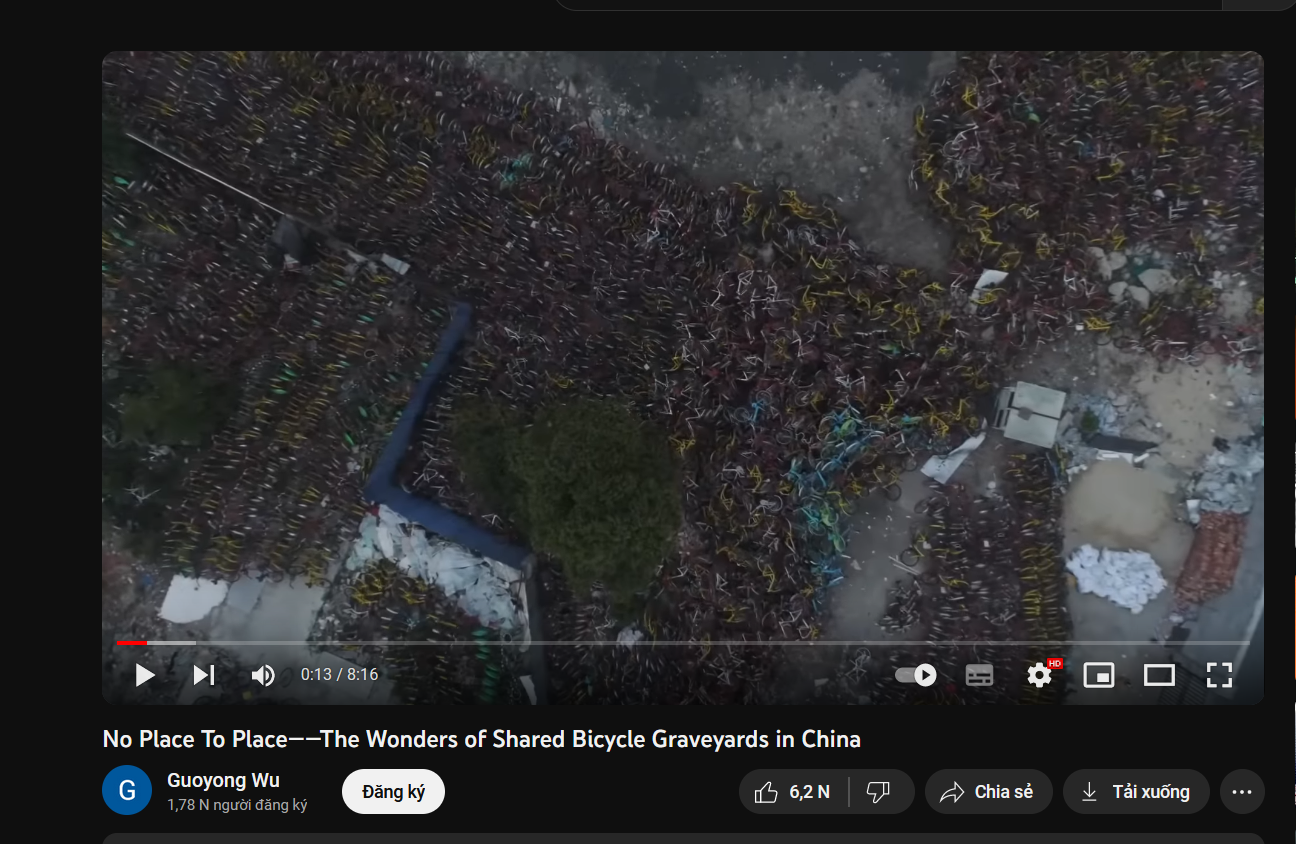 HD
0:13 / 8:16
No Place To Place——The Wonders of Shared Bicycle Graveyards in China
G
Guoyong Wu
1,78 N người đăng ký
Đăng ký
6,2 N
Chia sẻ
Tải xuống